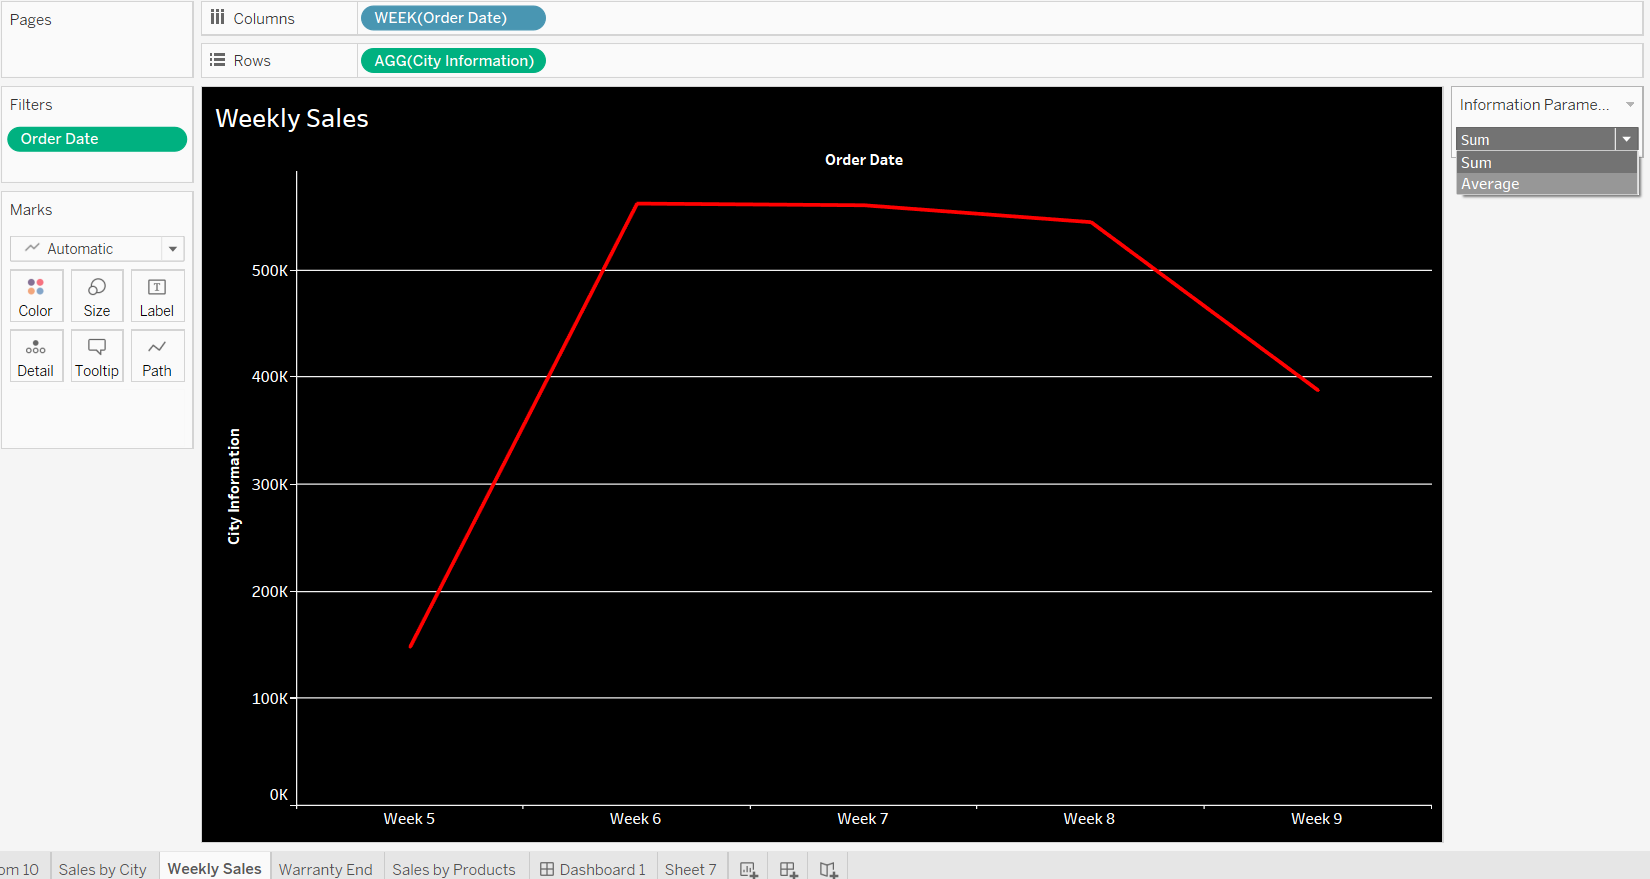 Pages
Columns
WEEK(Order Date)
Rows
AGG(City Information)
Filters
Order Date
Marks
Automatic
Color
Size
Label
Detail
Tooltip
Path
Weekly Sales
Order Date
City Information
500K
400K
300K
200K
100K
0K
Week 5
Week 6
Week 7
Week 8
Week 9
Information Parame...
Sum
Sum
Average
om 10
Sales by City
Weekly Sales
Warranty End
Sales by Products
Dashboard 1
Sheet 7